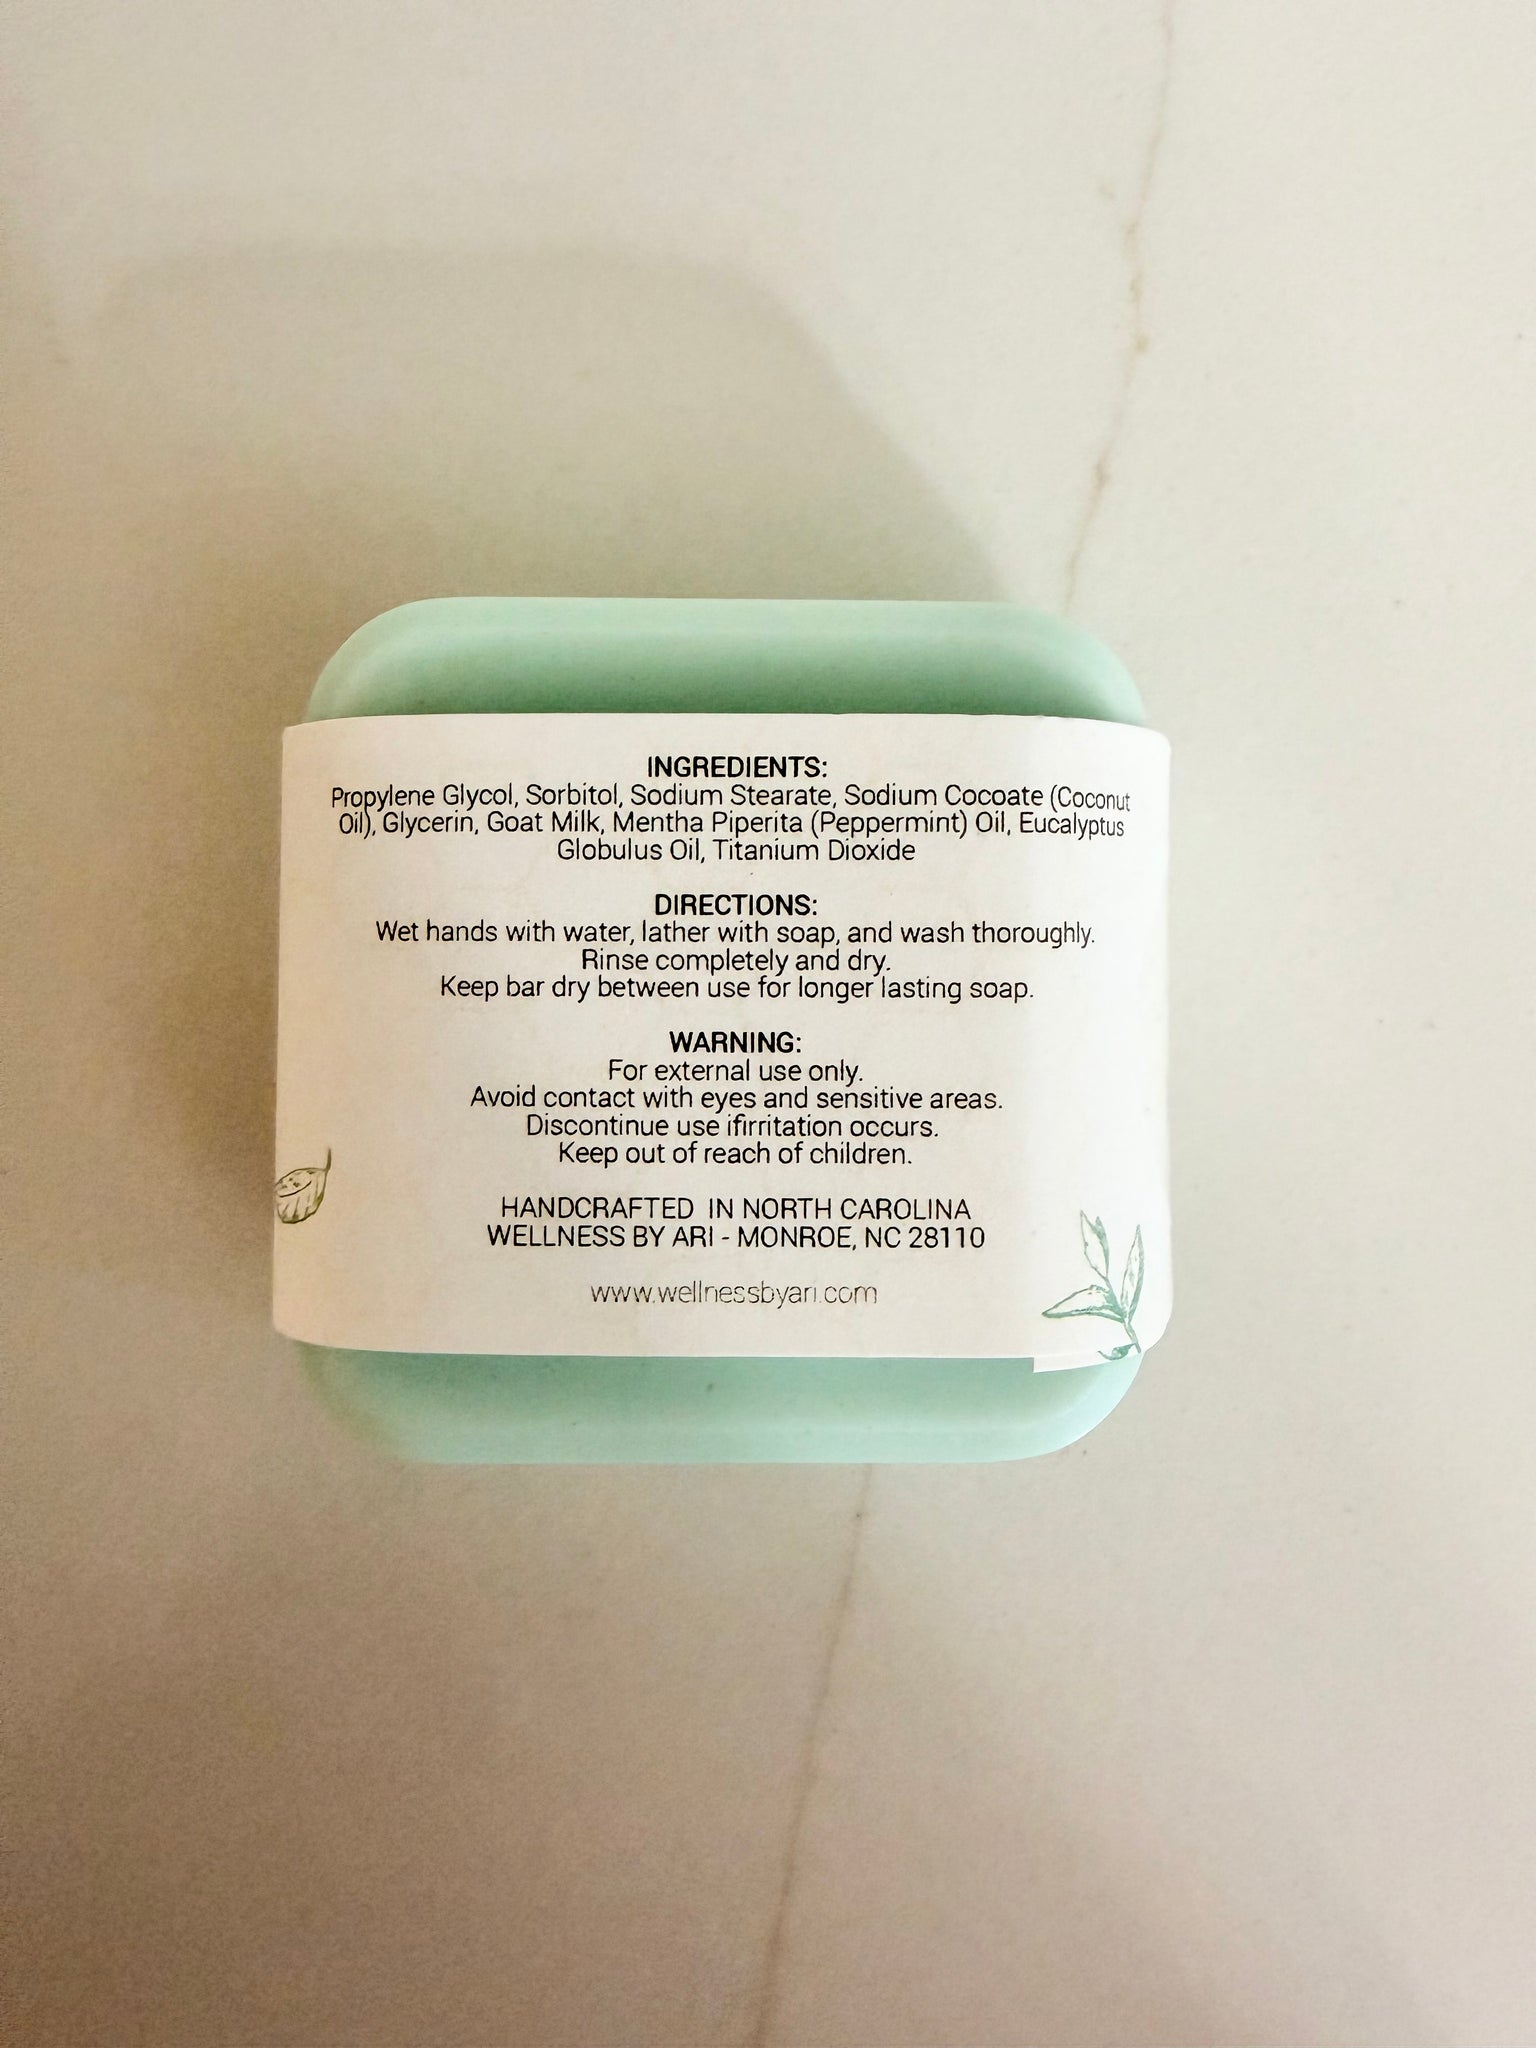 INGREDIENTS:
Propylene Glycol, Sorbitol, Sodium Stearate, Sodium Cocoate (Coconut
Oil), Glycerin, Goat Milk, Mentha Piperita (Peppermint) Oil, Eucalyptus
Globulus Oil, Titanium Dioxide
DIRECTIONS:
Wet hands with water, lather with soap, and wash thoroughly.
Rinse completely and dry.
Keep bar dry between use for longer lasting soap.
WARNING:
For external use only.
Avoid contact with eyes and sensitive areas.
Discontinue use ifirritation occurs.
Keep out of reach of children.
HANDCRAFTED IN NORTH CAROLINA
WELLNESS BY ARI - MONROE, NC 28110
www.wellnessbyari.com